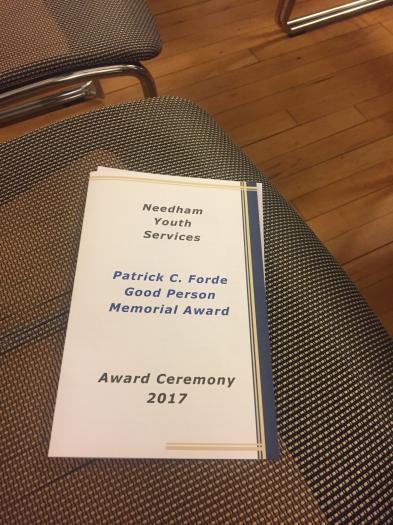 Needham
Youth
Services
Patrick C. Forde
Good Person
Memorial Award
Award Ceremony
2017